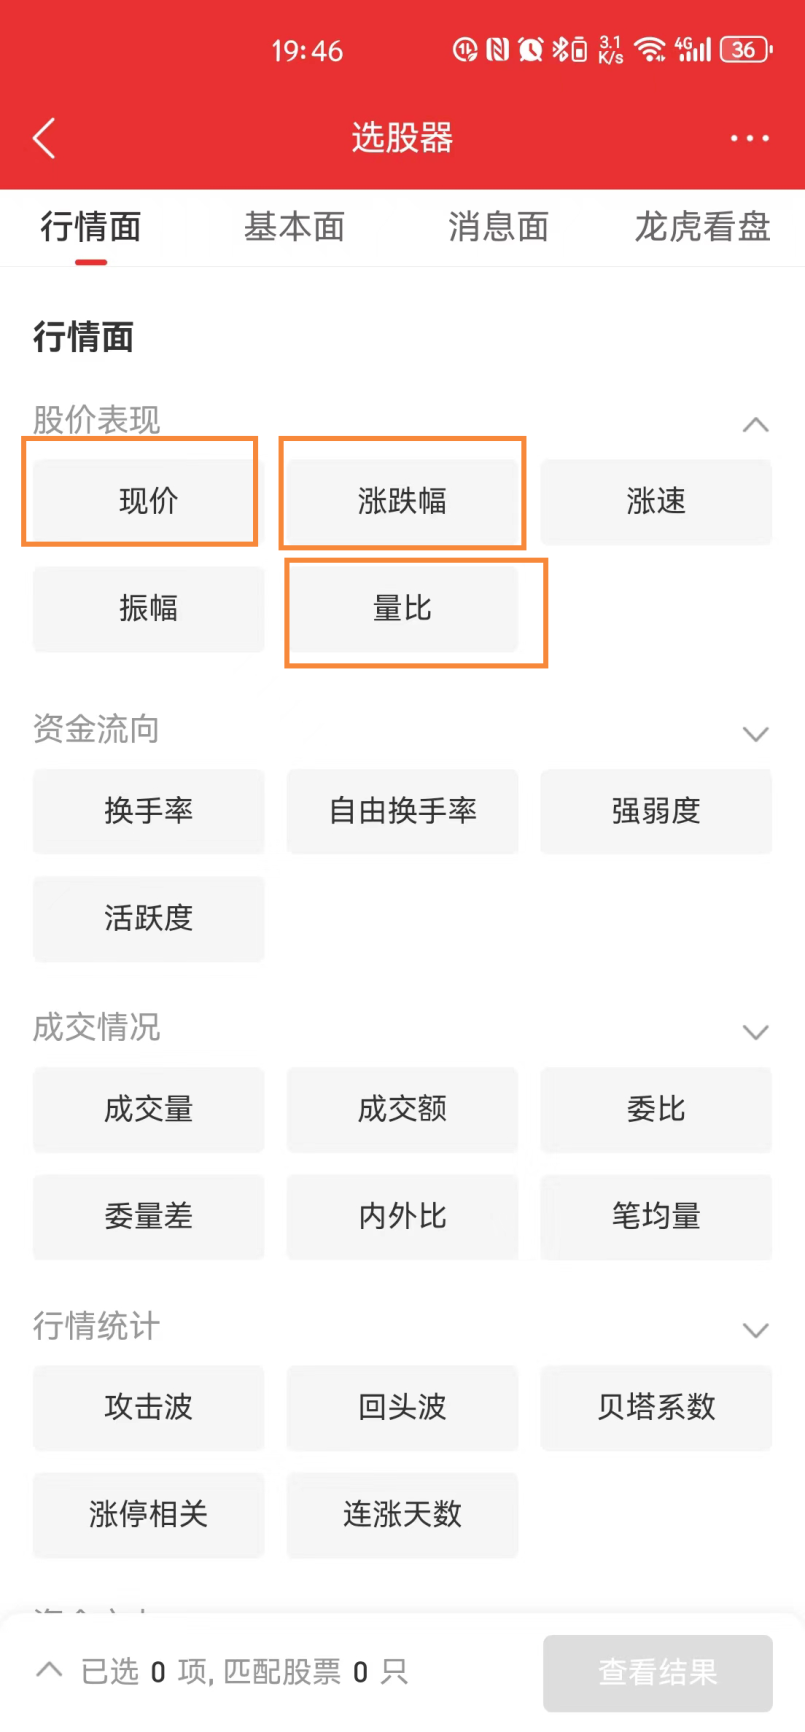 19:46 3.1 K/s 4G 36
选股器
行情面 基本面 消息面 龙虎看盘
行情面
股价表现
现价 涨跌幅 涨速
振幅 量比
资金流向
换手率 自由换手率 强弱度
活跃度
成交情况
成交量 成交额 委比
委量差 内外比 笔均量
行情统计
攻击波 回头波 贝塔系数
涨停相关 连涨天数
已选 0 项, 匹配股票 0 只 查看结果